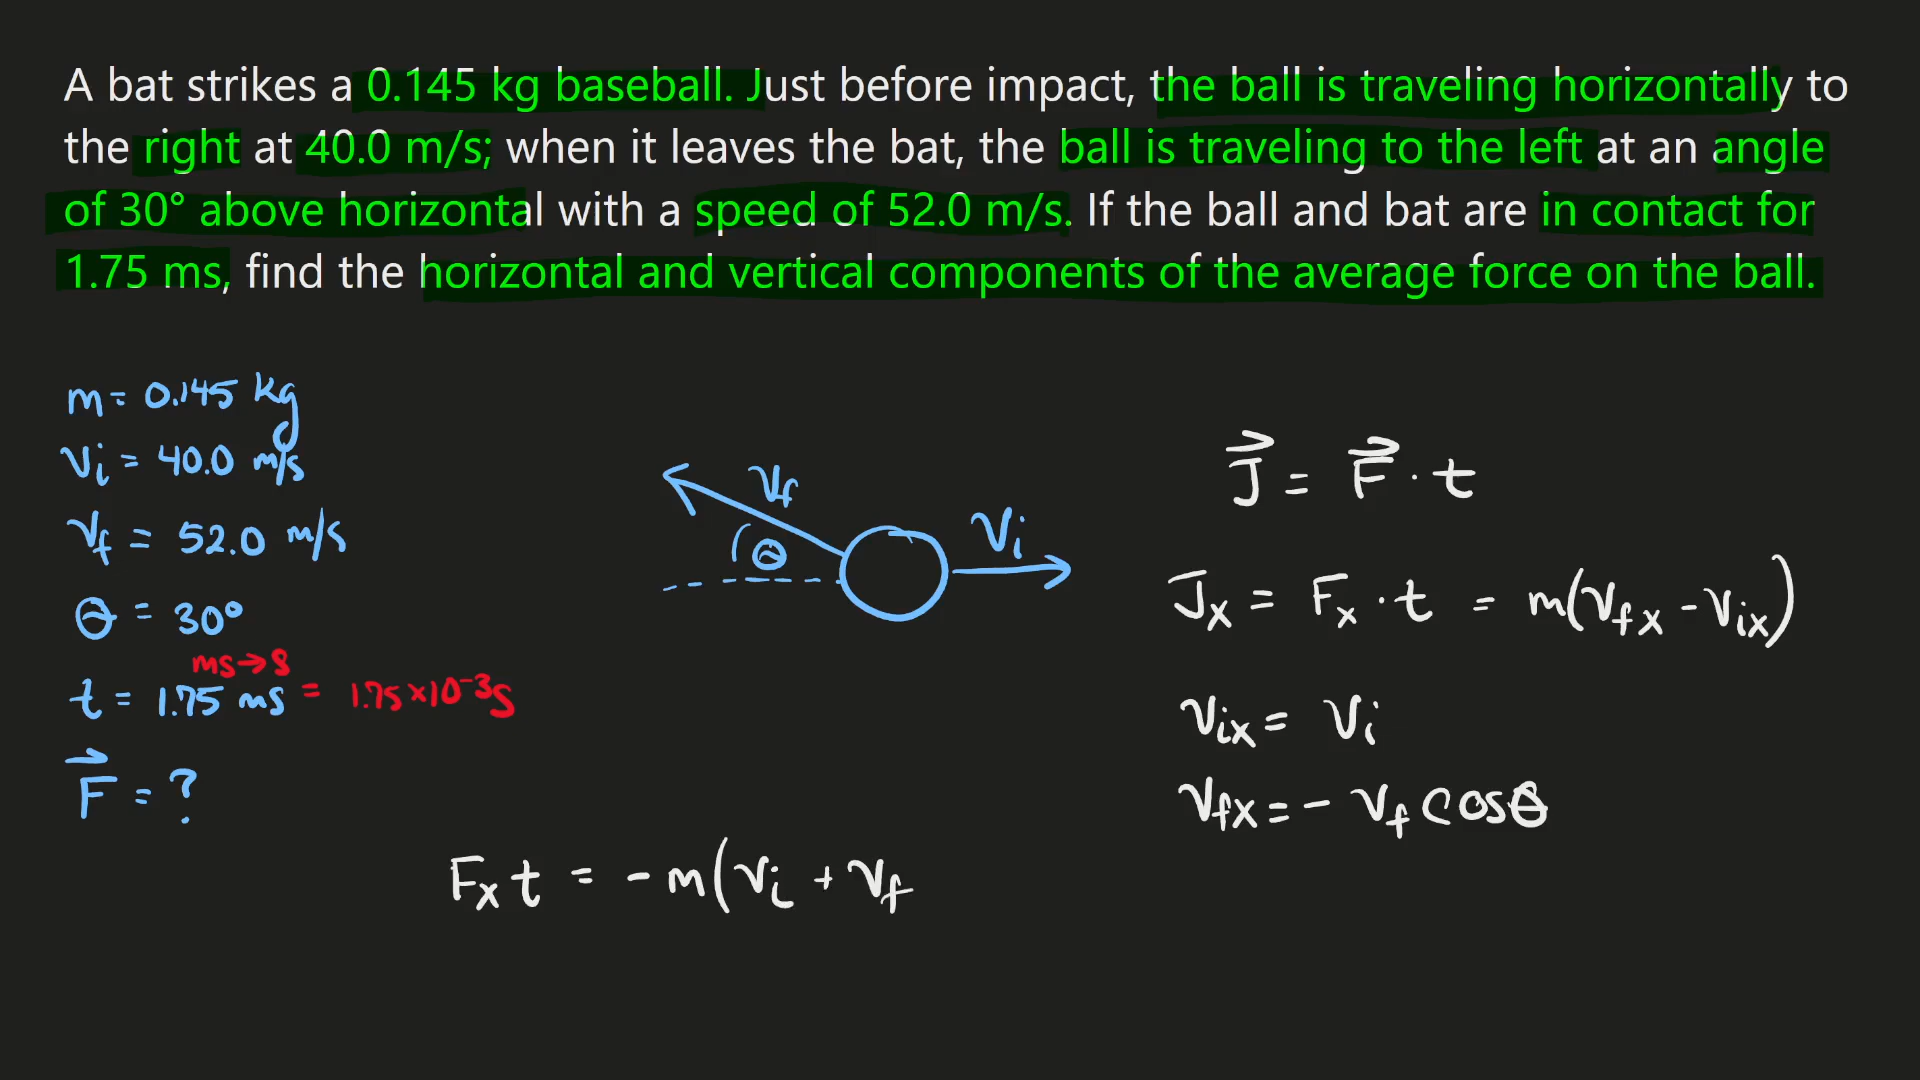 A bat strikes a 0.145 kg baseball. Just before impact, the ball is traveling horizontally to
the right at 40.0 m/s; when it leaves the bat, the ball is traveling to the left at an angle
of 30° above horizontal with a speed of 52.0 m/s. If the ball and bat are in contact for
1.75 ms, find the horizontal and vertical components of the average force on the ball.
m = 0.145 kg
vi = 40.0 m/s
vf = 52.0 m/s
θ = 30°
ms → s
t = 1.75 ms = 1.75×10⁻³s
F⃗ = ?
vf
θ
vi
J⃗ = F⃗ · t
Jx = Fx · t = m(vfx - vix)
vix = vi
vfx = - vf cosθ
Fx t = - m(vi + vf